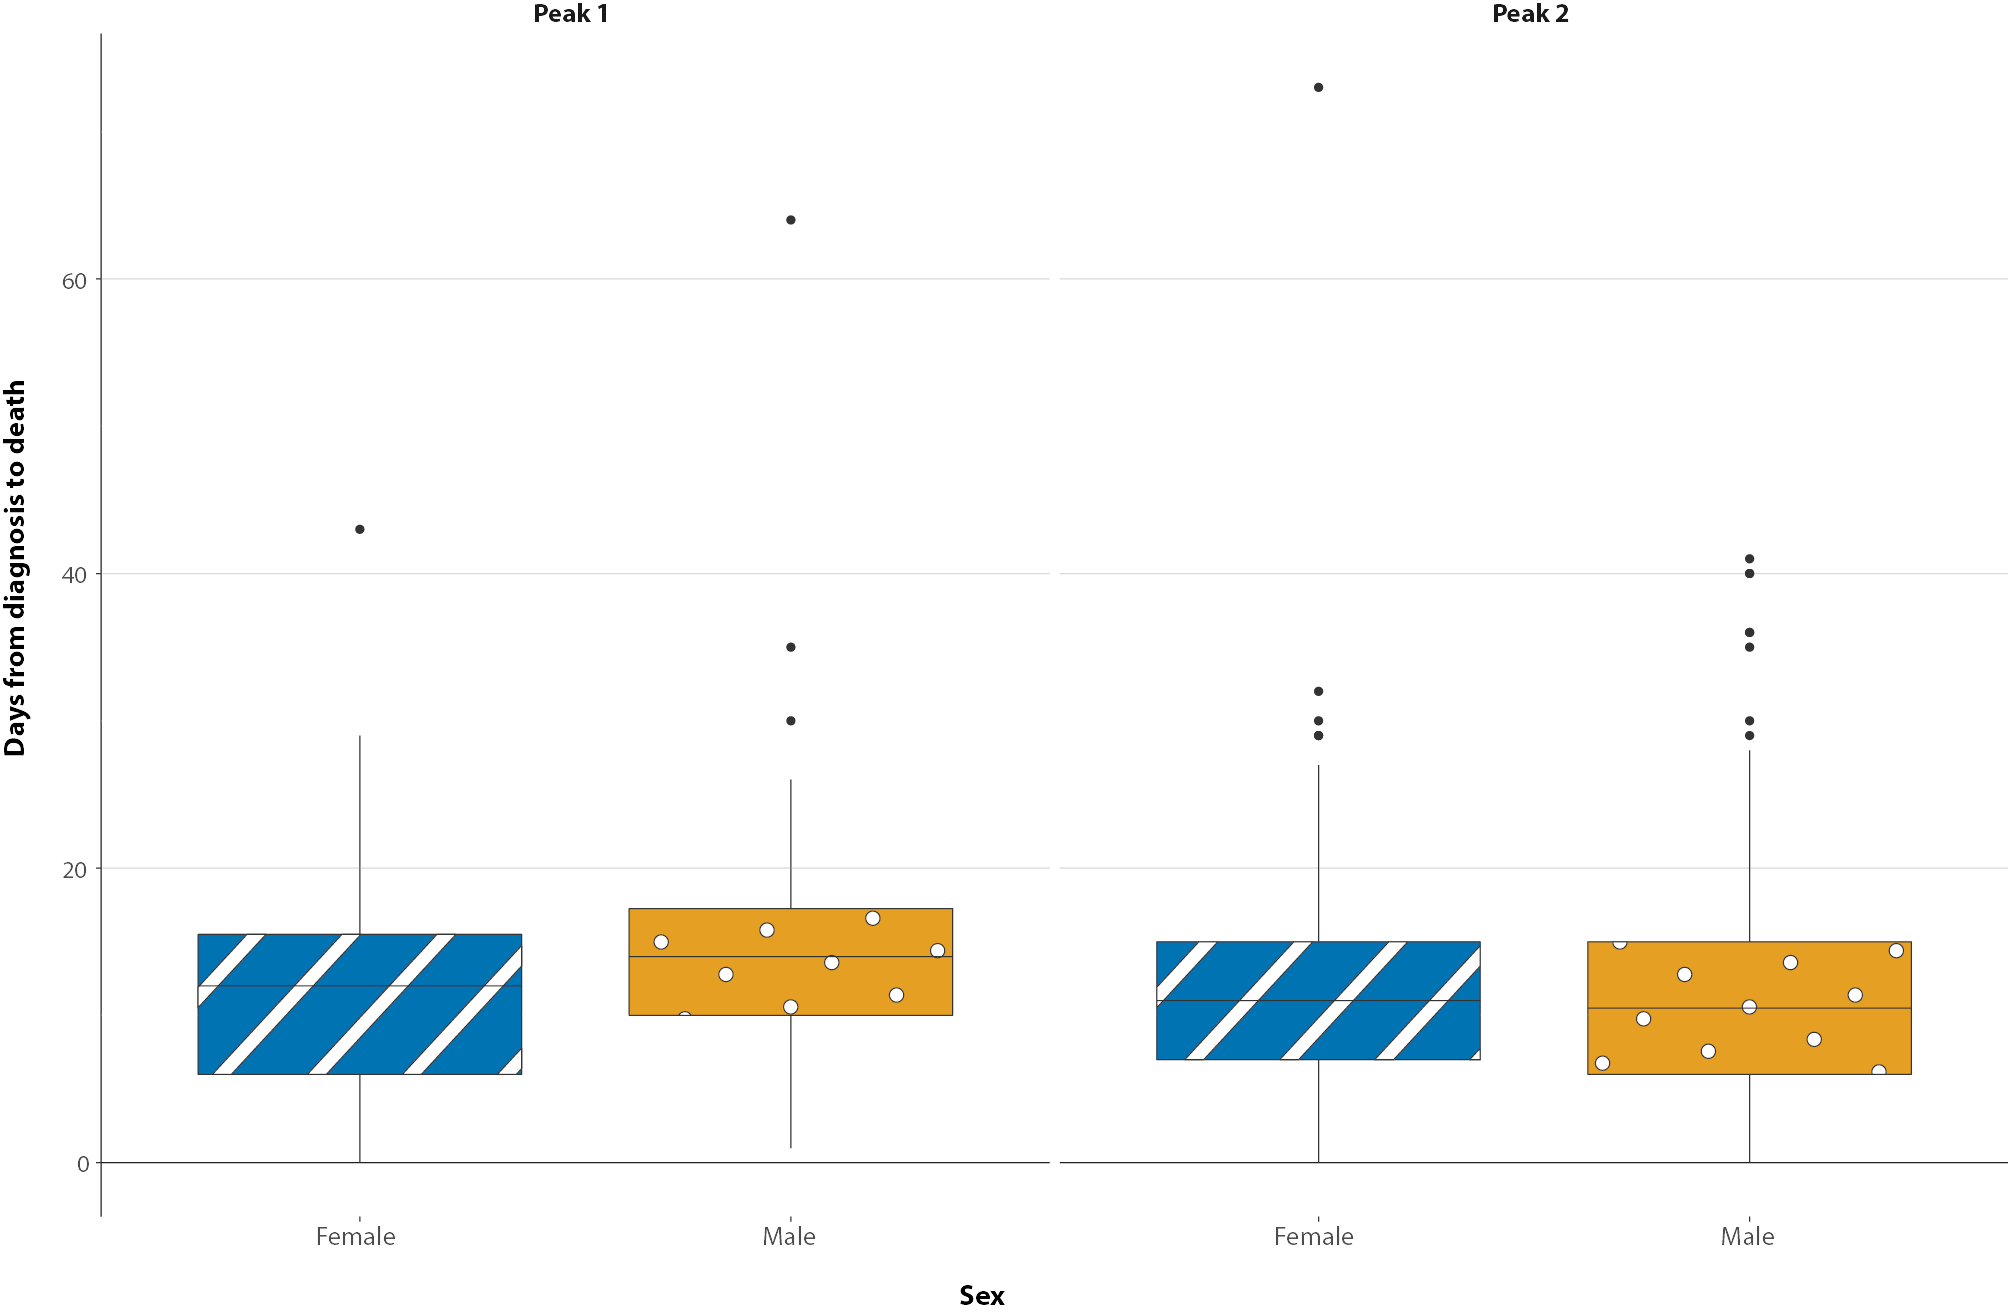 Peak 1
Peak 2
Days from diagnosis to death
60
40
20
0
Female
Male
Female
Male
Sex